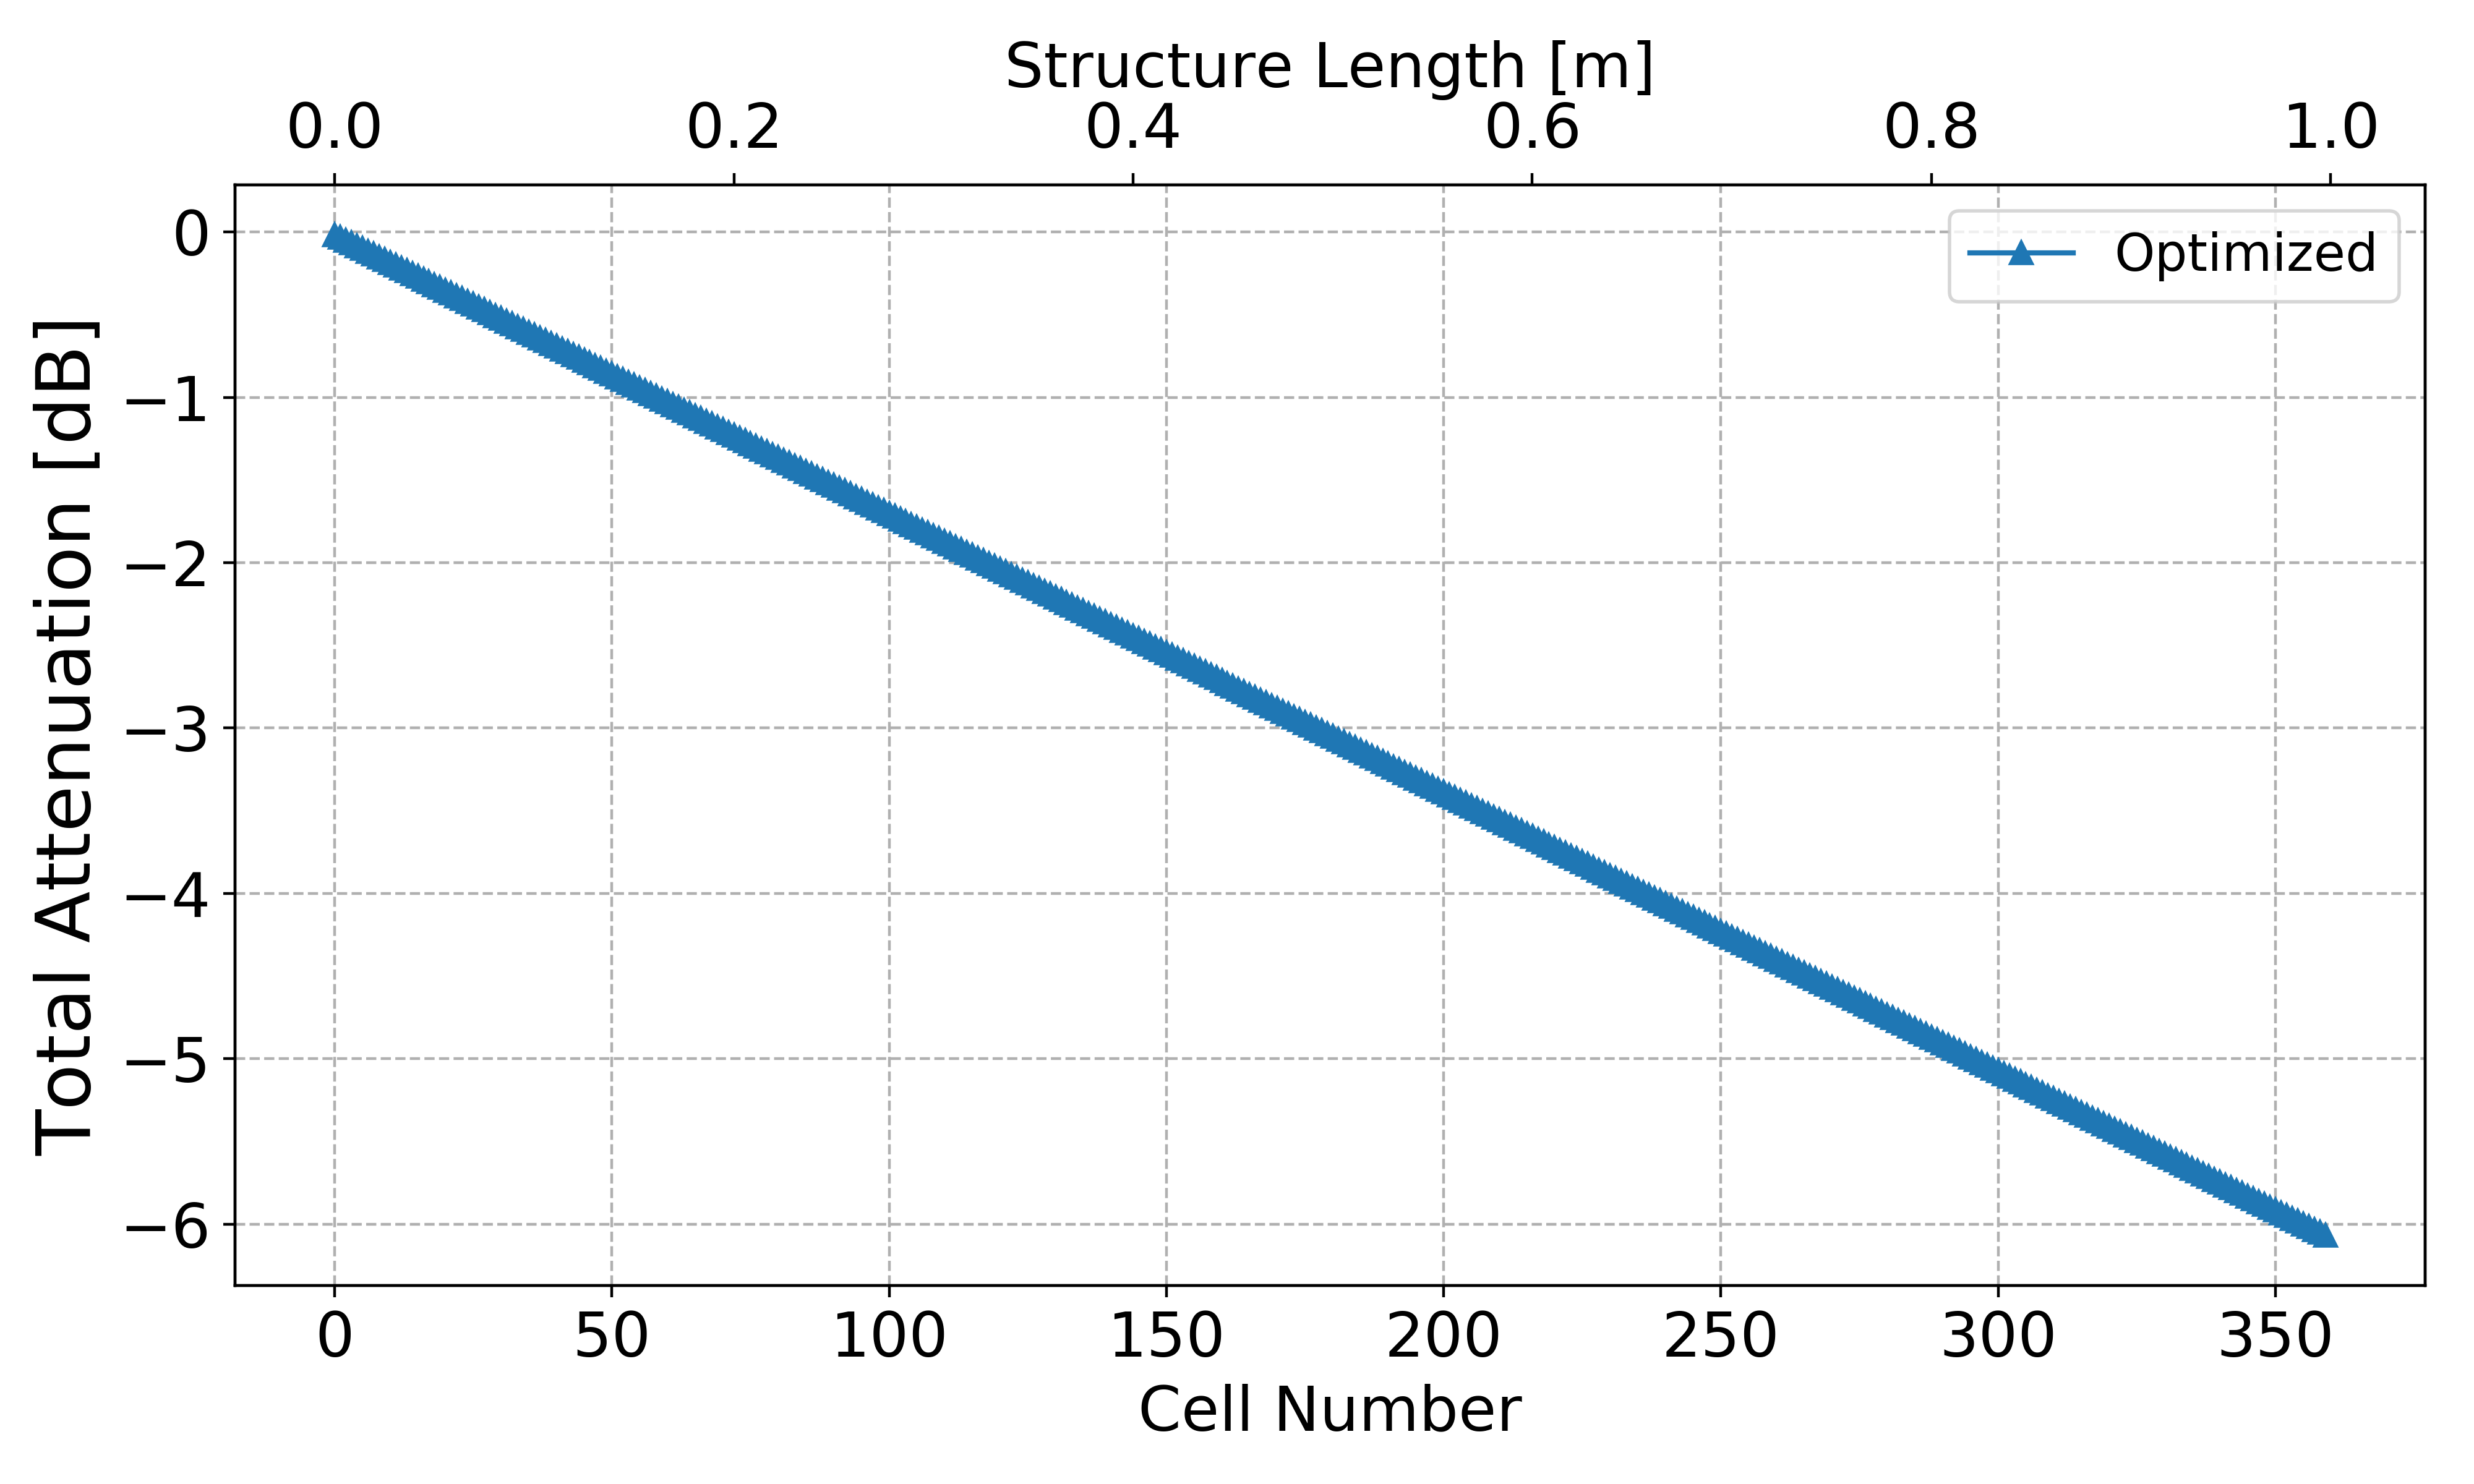 Structure Length [m]
0.0 0.2 0.4 0.6 0.8 1.0
Total Attenuation [dB]
0
−1
−2
−3
−4
−5
−6
Optimized
0 50 100 150 200 250 300 350
Cell Number